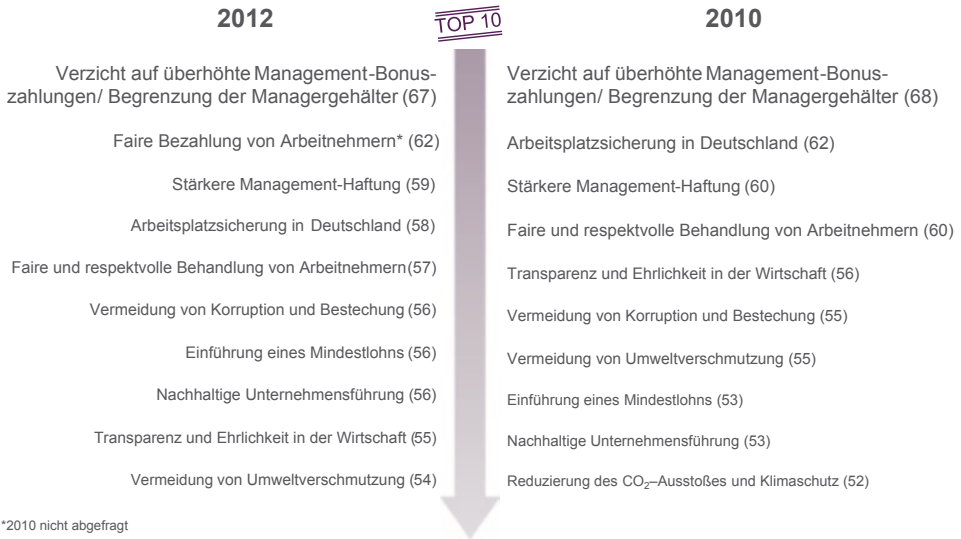 2012
TOP 10
2010
Verzicht auf überhöhte Management-Bonus-
zahlungen/ Begrenzung der Managergehälter (67)
Faire Bezahlung von Arbeitnehmern* (62)
Stärkere Management-Haftung (59)
Arbeitsplatzsicherung in Deutschland (58)
Faire und respektvolle Behandlung von Arbeitnehmern (57)
Vermeidung von Korruption und Bestechung (56)
Einführung eines Mindestlohns (56)
Nachhaltige Unternehmensführung (56)
Transparenz und Ehrlichkeit in der Wirtschaft (55)
Vermeidung von Umweltverschmutzung (54)
Verzicht auf überhöhte Management-Bonus-
zahlungen/ Begrenzung der Managergehälter (68)
Arbeitsplatzsicherung in Deutschland (62)
Stärkere Management-Haftung (60)
Faire und respektvolle Behandlung von Arbeitnehmern (60)
Transparenz und Ehrlichkeit in der Wirtschaft (56)
Vermeidung von Korruption und Bestechung (55)
Vermeidung von Umweltverschmutzung (55)
Einführung eines Mindestlohns (53)
Nachhaltige Unternehmensführung (53)
Reduzierung des CO₂–Ausstoßes und Klimaschutz (52)
*2010 nicht abgefragt